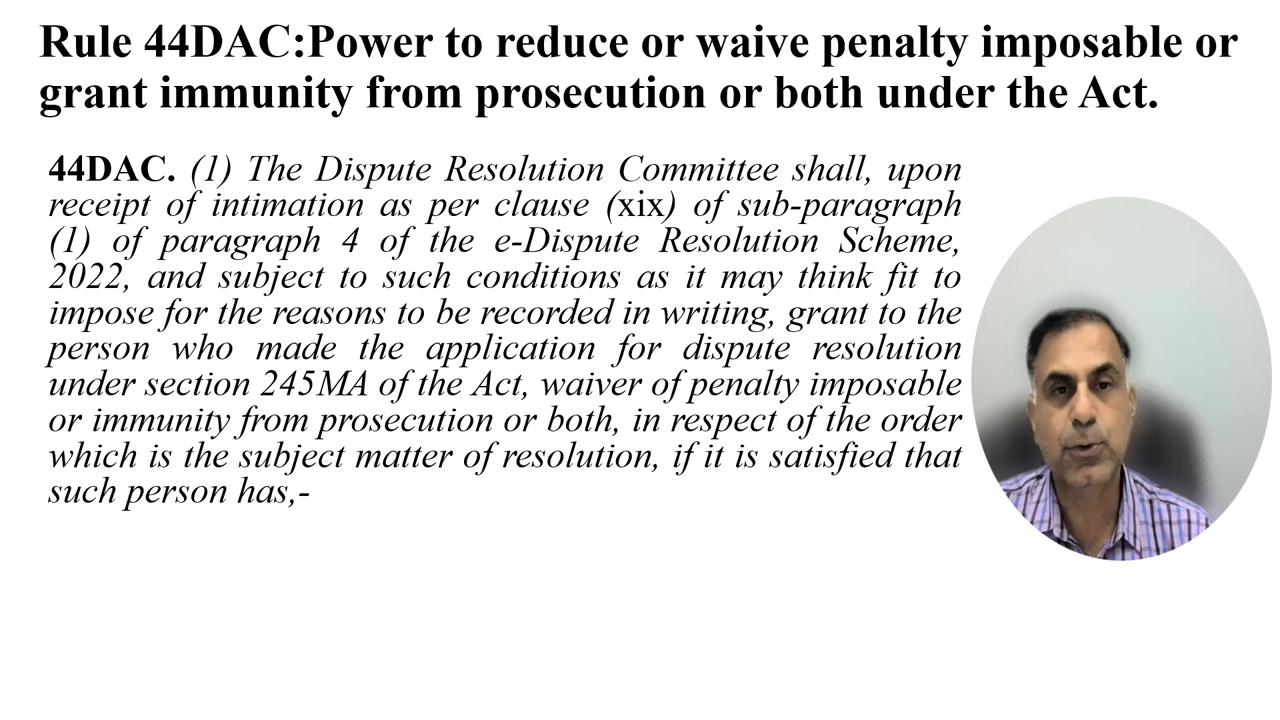 Rule 44DAC:Power to reduce or waive penalty imposable or
grant immunity from prosecution or both under the Act.
44DAC. (1) The Dispute Resolution Committee shall, upon
receipt of intimation as per clause (xix) of sub-paragraph
(1) of paragraph 4 of the e-Dispute Resolution Scheme,
2022, and subject to such conditions as it may think fit to
impose for the reasons to be recorded in writing, grant to the
person who made the application for dispute resolution
under section 245MA of the Act, waiver of penalty imposable
or immunity from prosecution or both, in respect of the order
which is the subject matter of resolution, if it is satisfied that
such person has,-